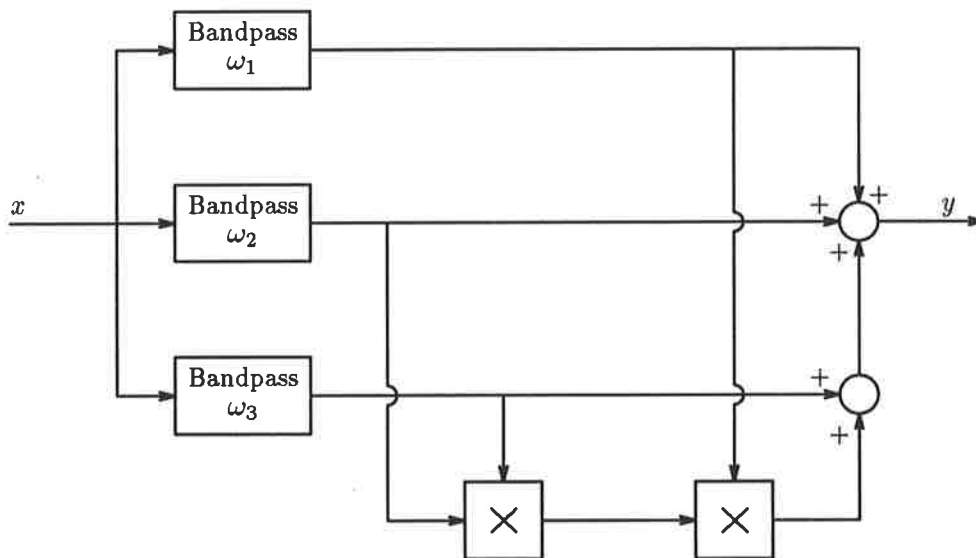 Bandpass
ω₁
+
x
Bandpass
ω₂
+
y
+
Bandpass
ω₃
+
+
×
×